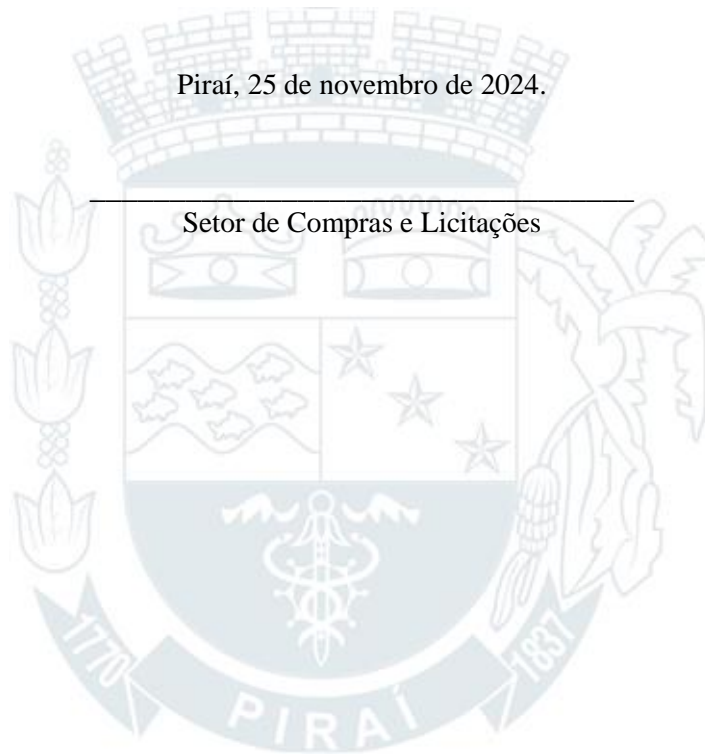 Piraí, 25 de novembro de 2024.
Setor de Compras e Licitações
1770
PIRAÍ
1837